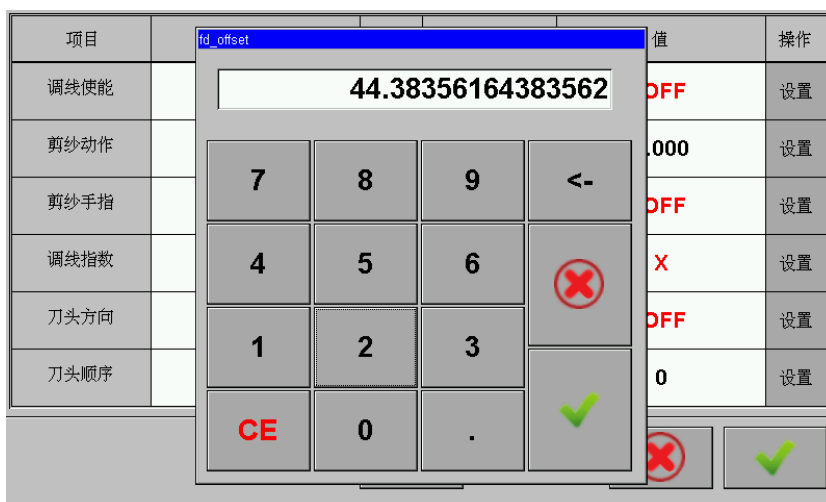 项目
值
操作
fd_offset
44.38356164383562
调线使能
OFF
设置
剪纱动作
.000
设置
7
8
9
<-
剪纱手指
OFF
设置
调线指数
4
5
6
X
设置
刀头方向
OFF
设置
1
2
3
刀头顺序
0
设置
CE
0
.